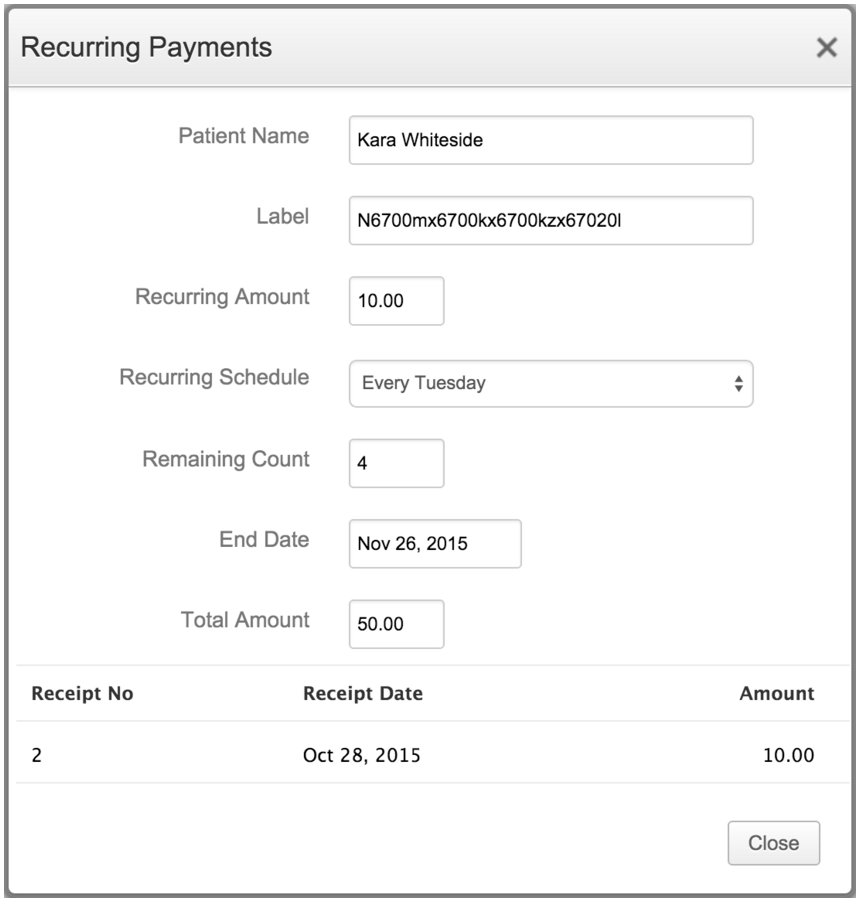 Recurring Payments
Patient Name Kara Whiteside
Label N6700mx6700kx6700kzx67020l
Recurring Amount 10.00
Recurring Schedule Every Tuesday
Remaining Count 4
End Date Nov 26, 2015
Total Amount 50.00
Receipt No Receipt Date Amount
2 Oct 28, 2015 10.00
Close